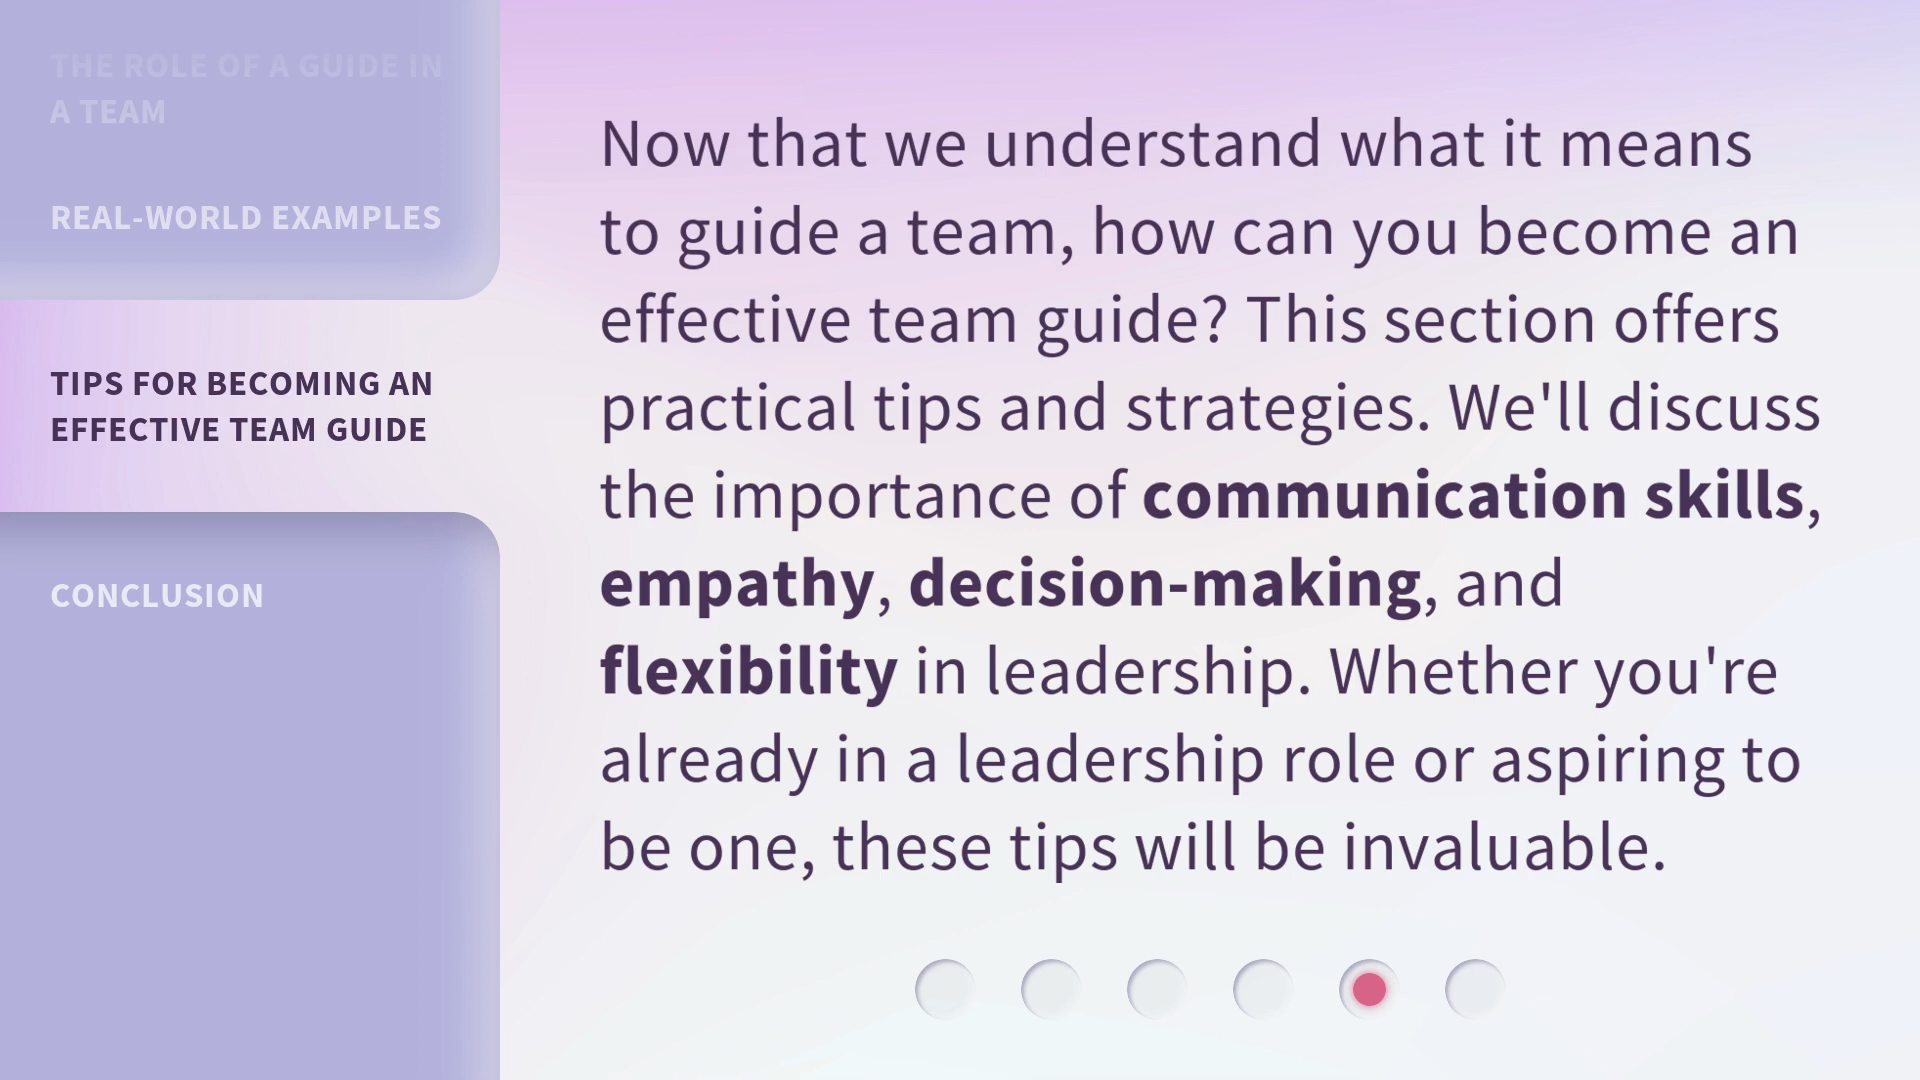 THE ROLE OF A GUIDE IN
A TEAM
REAL-WORLD EXAMPLES
TIPS FOR BECOMING AN
EFFECTIVE TEAM GUIDE
CONCLUSION
Now that we understand what it means
to guide a team, how can you become an
effective team guide? This section offers
practical tips and strategies. We'll discuss
the importance of communication skills,
empathy, decision-making, and
flexibility in leadership. Whether you're
already in a leadership role or aspiring to
be one, these tips will be invaluable.